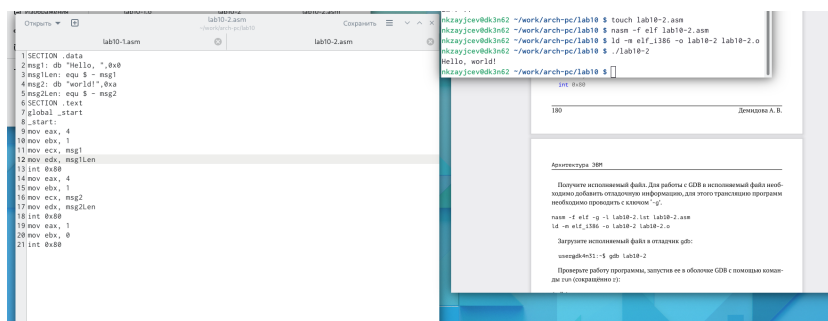 Открыть
lab10-2.asm
~/work/arch-pc/lab10
Сохранить
lab10-1.asm
lab10-2.asm
1 SECTION .data
2 msg1: db "Hello, ",0x0
3 msg1Len: equ $ - msg1
4 msg2: db "world!",0xa
5 msg2Len: equ $ - msg2
6 SECTION .text
7 global _start
8 _start:
9 mov eax, 4
10 mov ebx, 1
11 mov ecx, msg1
12 mov edx, msg1Len
13 int 0x80
14 mov eax, 4
15 mov ebx, 1
16 mov ecx, msg2
17 mov edx, msg2Len
18 int 0x80
19 mov eax, 1
20 mov ebx, 0
21 int 0x80
nkzayjcev@dk3n62 ~/work/arch-pc/lab10 $ touch lab10-2.asm
nkzayjcev@dk3n62 ~/work/arch-pc/lab10 $ nasm -f elf lab10-2.asm
nkzayjcev@dk3n62 ~/work/arch-pc/lab10 $ ld -m elf_i386 -o lab10-2 lab10-2.o
nkzayjcev@dk3n62 ~/work/arch-pc/lab10 $ ./lab10-2
Hello, world!
nkzayjcev@dk3n62 ~/work/arch-pc/lab10 $
int 0x80
180 Демидова А. В.
Архитектура ЭВМ
Получите исполняемый файл. Для работы с GDB в исполняемый файл необ-
ходимо добавить отладочную информацию, для этого трансляцию программ
необходимо проводить с ключом '-g'.
nasm -f elf -g -l lab10-2.lst lab10-2.asm
ld -m elf_i386 -o lab10-2 lab10-2.o
Загрузите исполняемый файл в отладчик gdb:
user@dk4n31:~$ gdb lab10-2
Проверьте работу программы, запустив ее в оболочке GDB с помощью коман-
ды run (сокращённо r):